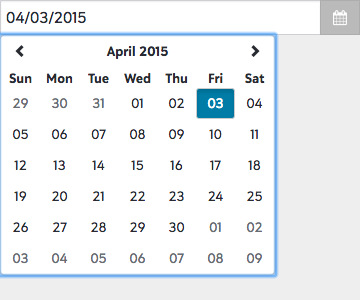 04/03/2015
April 2015
Sun Mon Tue Wed Thu Fri Sat
29 30 31 01 02 03 04
05 06 07 08 09 10 11
12 13 14 15 16 17 18
19 20 21 22 23 24 25
26 27 28 29 30 01 02
03 04 05 06 07 08 09